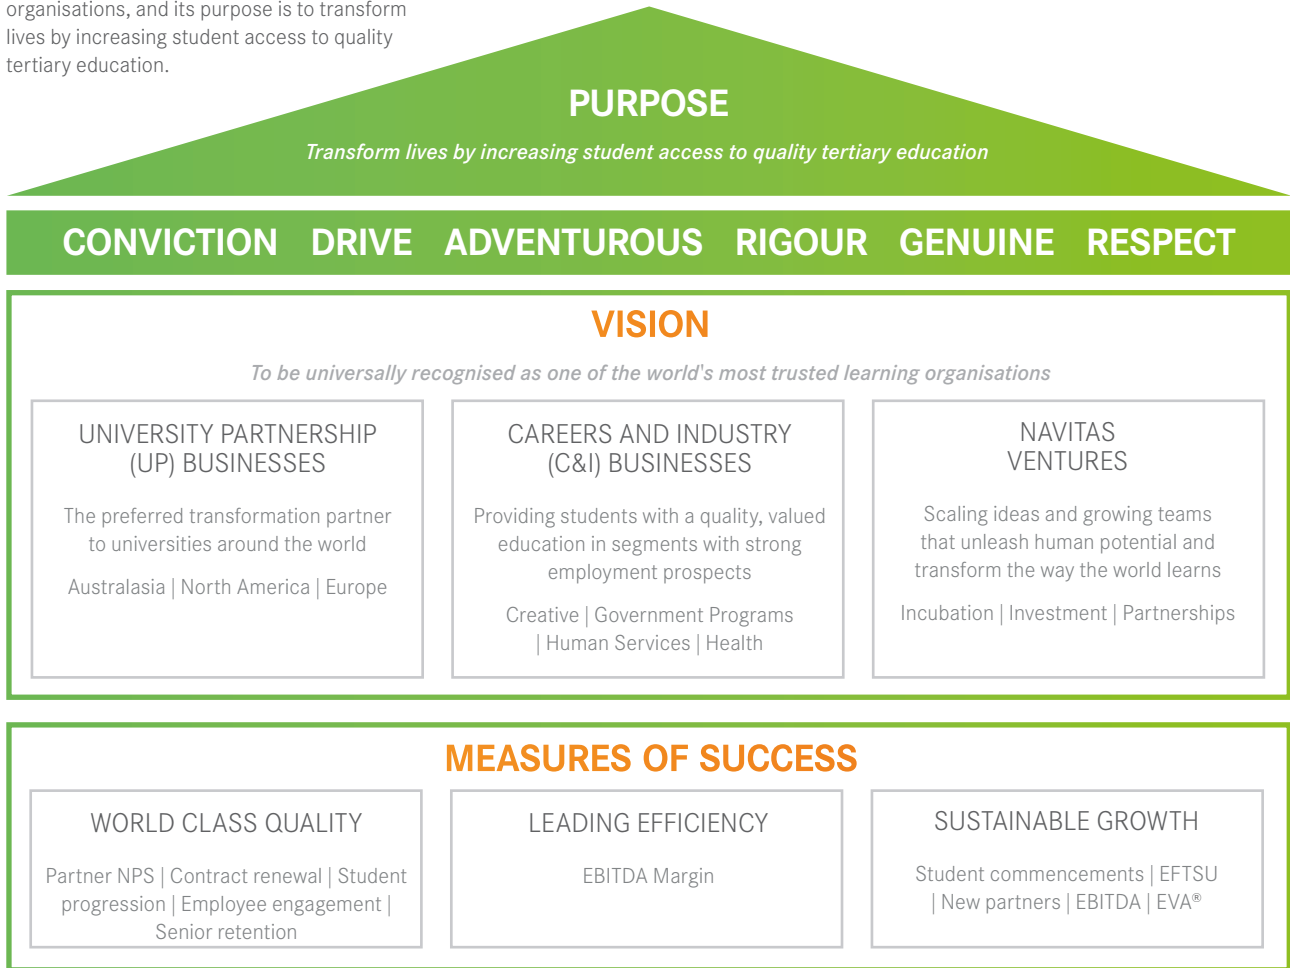 organisations, and its purpose is to transform
lives by increasing student access to quality
tertiary education.
PURPOSE
Transform lives by increasing student access to quality tertiary education
CONVICTION DRIVE ADVENTUROUS RIGOUR GENUINE RESPECT
VISION
To be universally recognised as one of the world's most trusted learning organisations
UNIVERSITY PARTNERSHIP
(UP) BUSINESSES
The preferred transformation partner
to universities around the world
Australasia | North America | Europe
CAREERS AND INDUSTRY
(C&I) BUSINESSES
Providing students with a quality, valued
education in segments with strong
employment prospects
Creative | Government Programs
| Human Services | Health
NAVITAS
VENTURES
Scaling ideas and growing teams
that unleash human potential and
transform the way the world learns
Incubation | Investment | Partnerships
MEASURES OF SUCCESS
WORLD CLASS QUALITY
Partner NPS | Contract renewal | Student
progression | Employee engagement |
Senior retention
LEADING EFFICIENCY
EBITDA Margin
SUSTAINABLE GROWTH
Student commencements | EFTSU
| New partners | EBITDA | EVA®